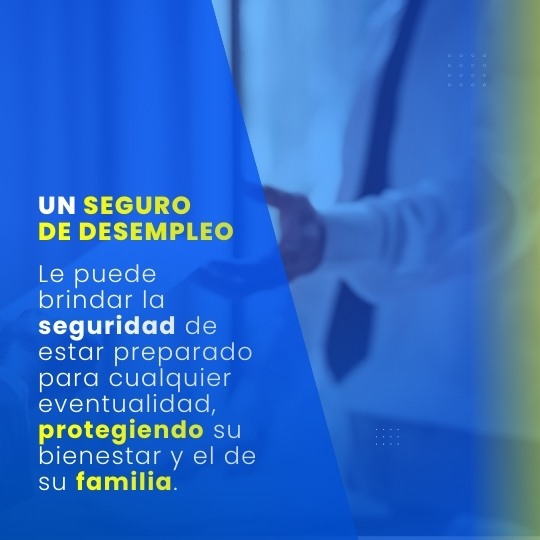 UN SEGURO
DE DESEMPLEO
Le puede
brindar la
seguridad de
estar preparado
para cualquier
eventualidad,
protegiendo su
bienestar y el de
su familia.